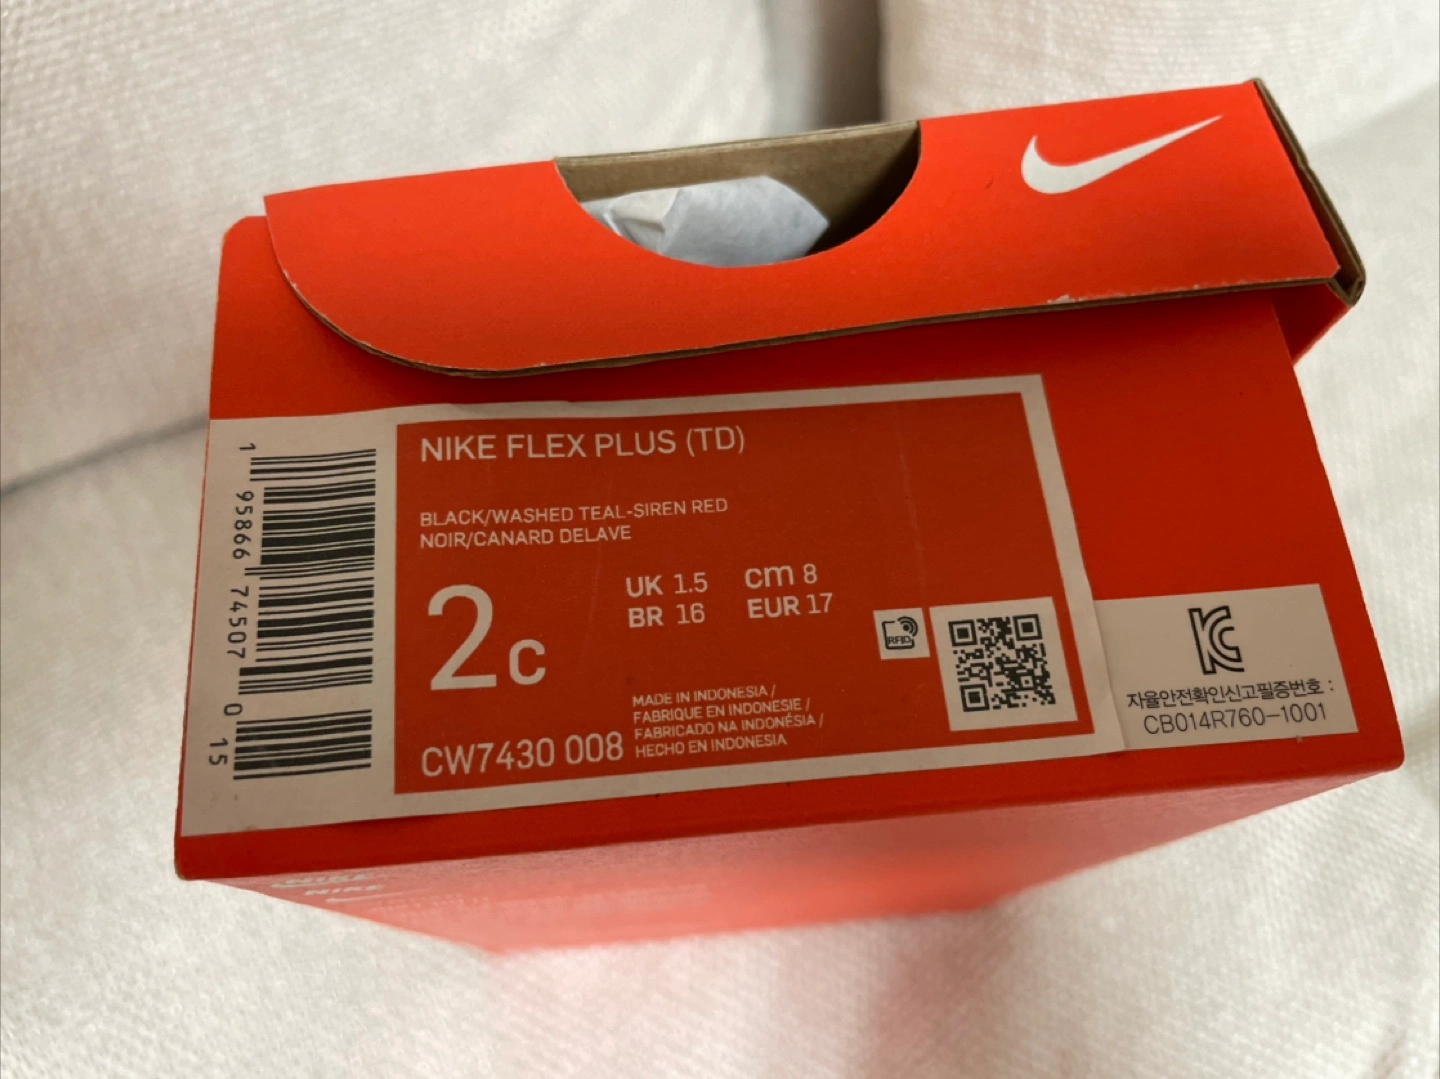 NIKE FLEX PLUS (TD)
BLACK/WASHED TEAL-SIREN RED
NOIR/CANARD DELAVE
2c
UK 1.5 cm 8
BR 16 EUR 17
MADE IN INDONESIA /
FABRIQUE EN INDONESIE /
FABRICADO NA INDONÉSIA /
HECHO EN INDONESIA
CW7430 008
RFID
1 95866 74507 0 15
자율안전확인신고필증번호 :
CB014R760-1001
NIKE
NIKE